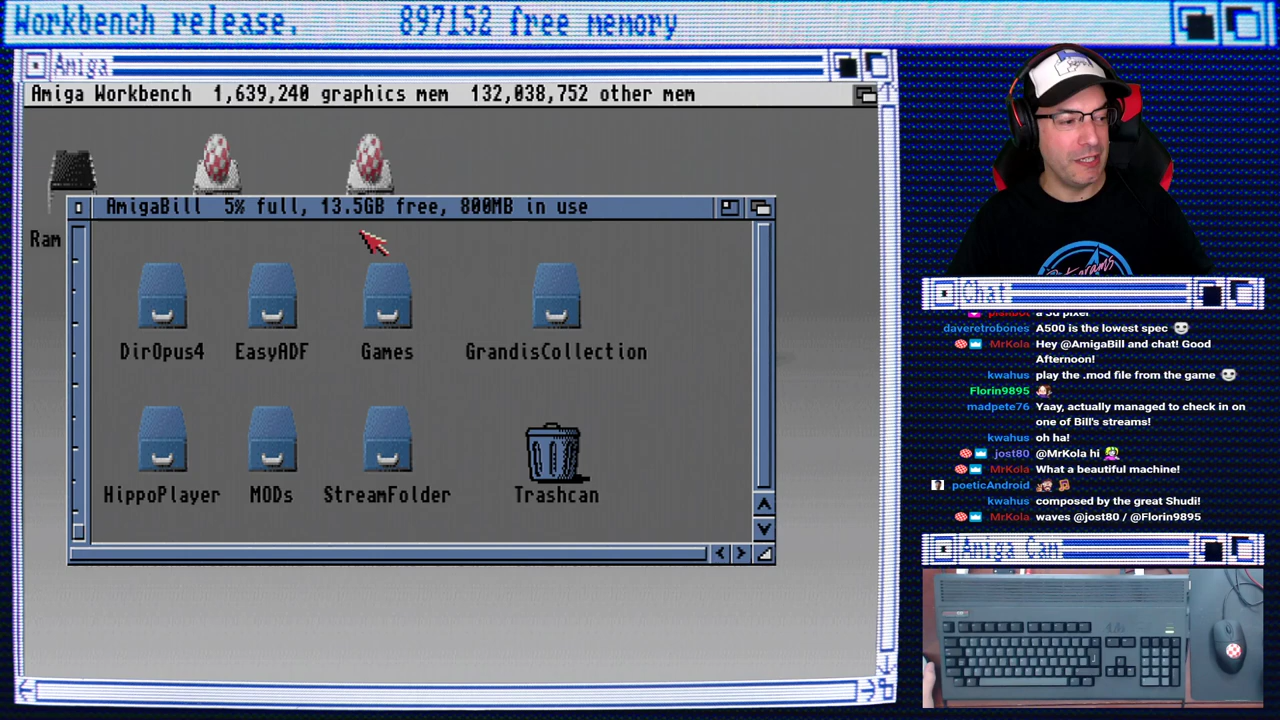 Workbench release. 897152 free memory
Amiga
Amiga Workbench 1,639,240 graphics mem 132,038,752 other mem
AmigaBill 5% full, 13.5GB free, 800MB in use
Ram
DirOpus4 EasyADF Games GrandisCollection
HippoPlayer MODs StreamFolder Trashcan
Chat
a 3d pixel
daveretrobones A500 is the lowest spec
MrKola Hey @AmigaBill and chat! Good
Afternoon!
kwahus play the .mod file from the game
Florin9895
madpete76 Yaay, actually managed to check in on
one of Bill's streams!
kwahus oh ha!
jost80 @MrKola hi
MrKola What a beautiful machine!
poeticAndroid
kwahus composed by the great Shudi!
MrKola waves @jost80 / @Florin9895
Amiga Cam